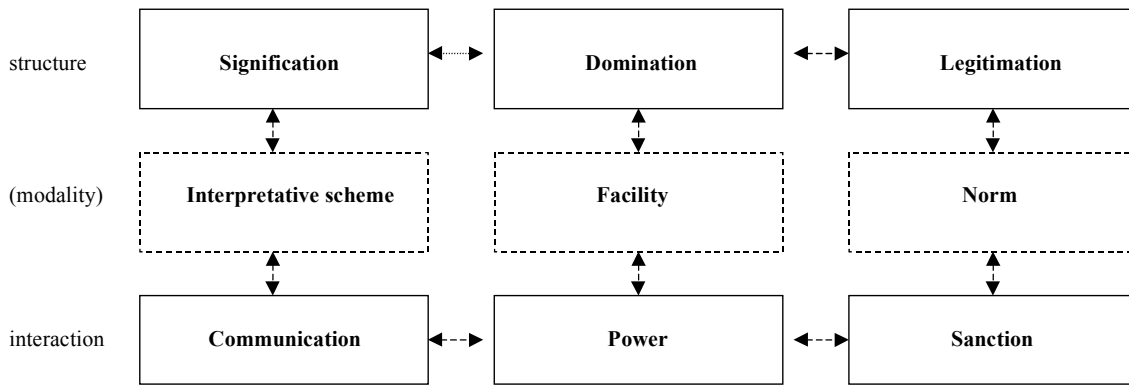 structure Signification Domination Legitimation
(modality) Interpretative scheme Facility Norm
interaction Communication Power Sanction